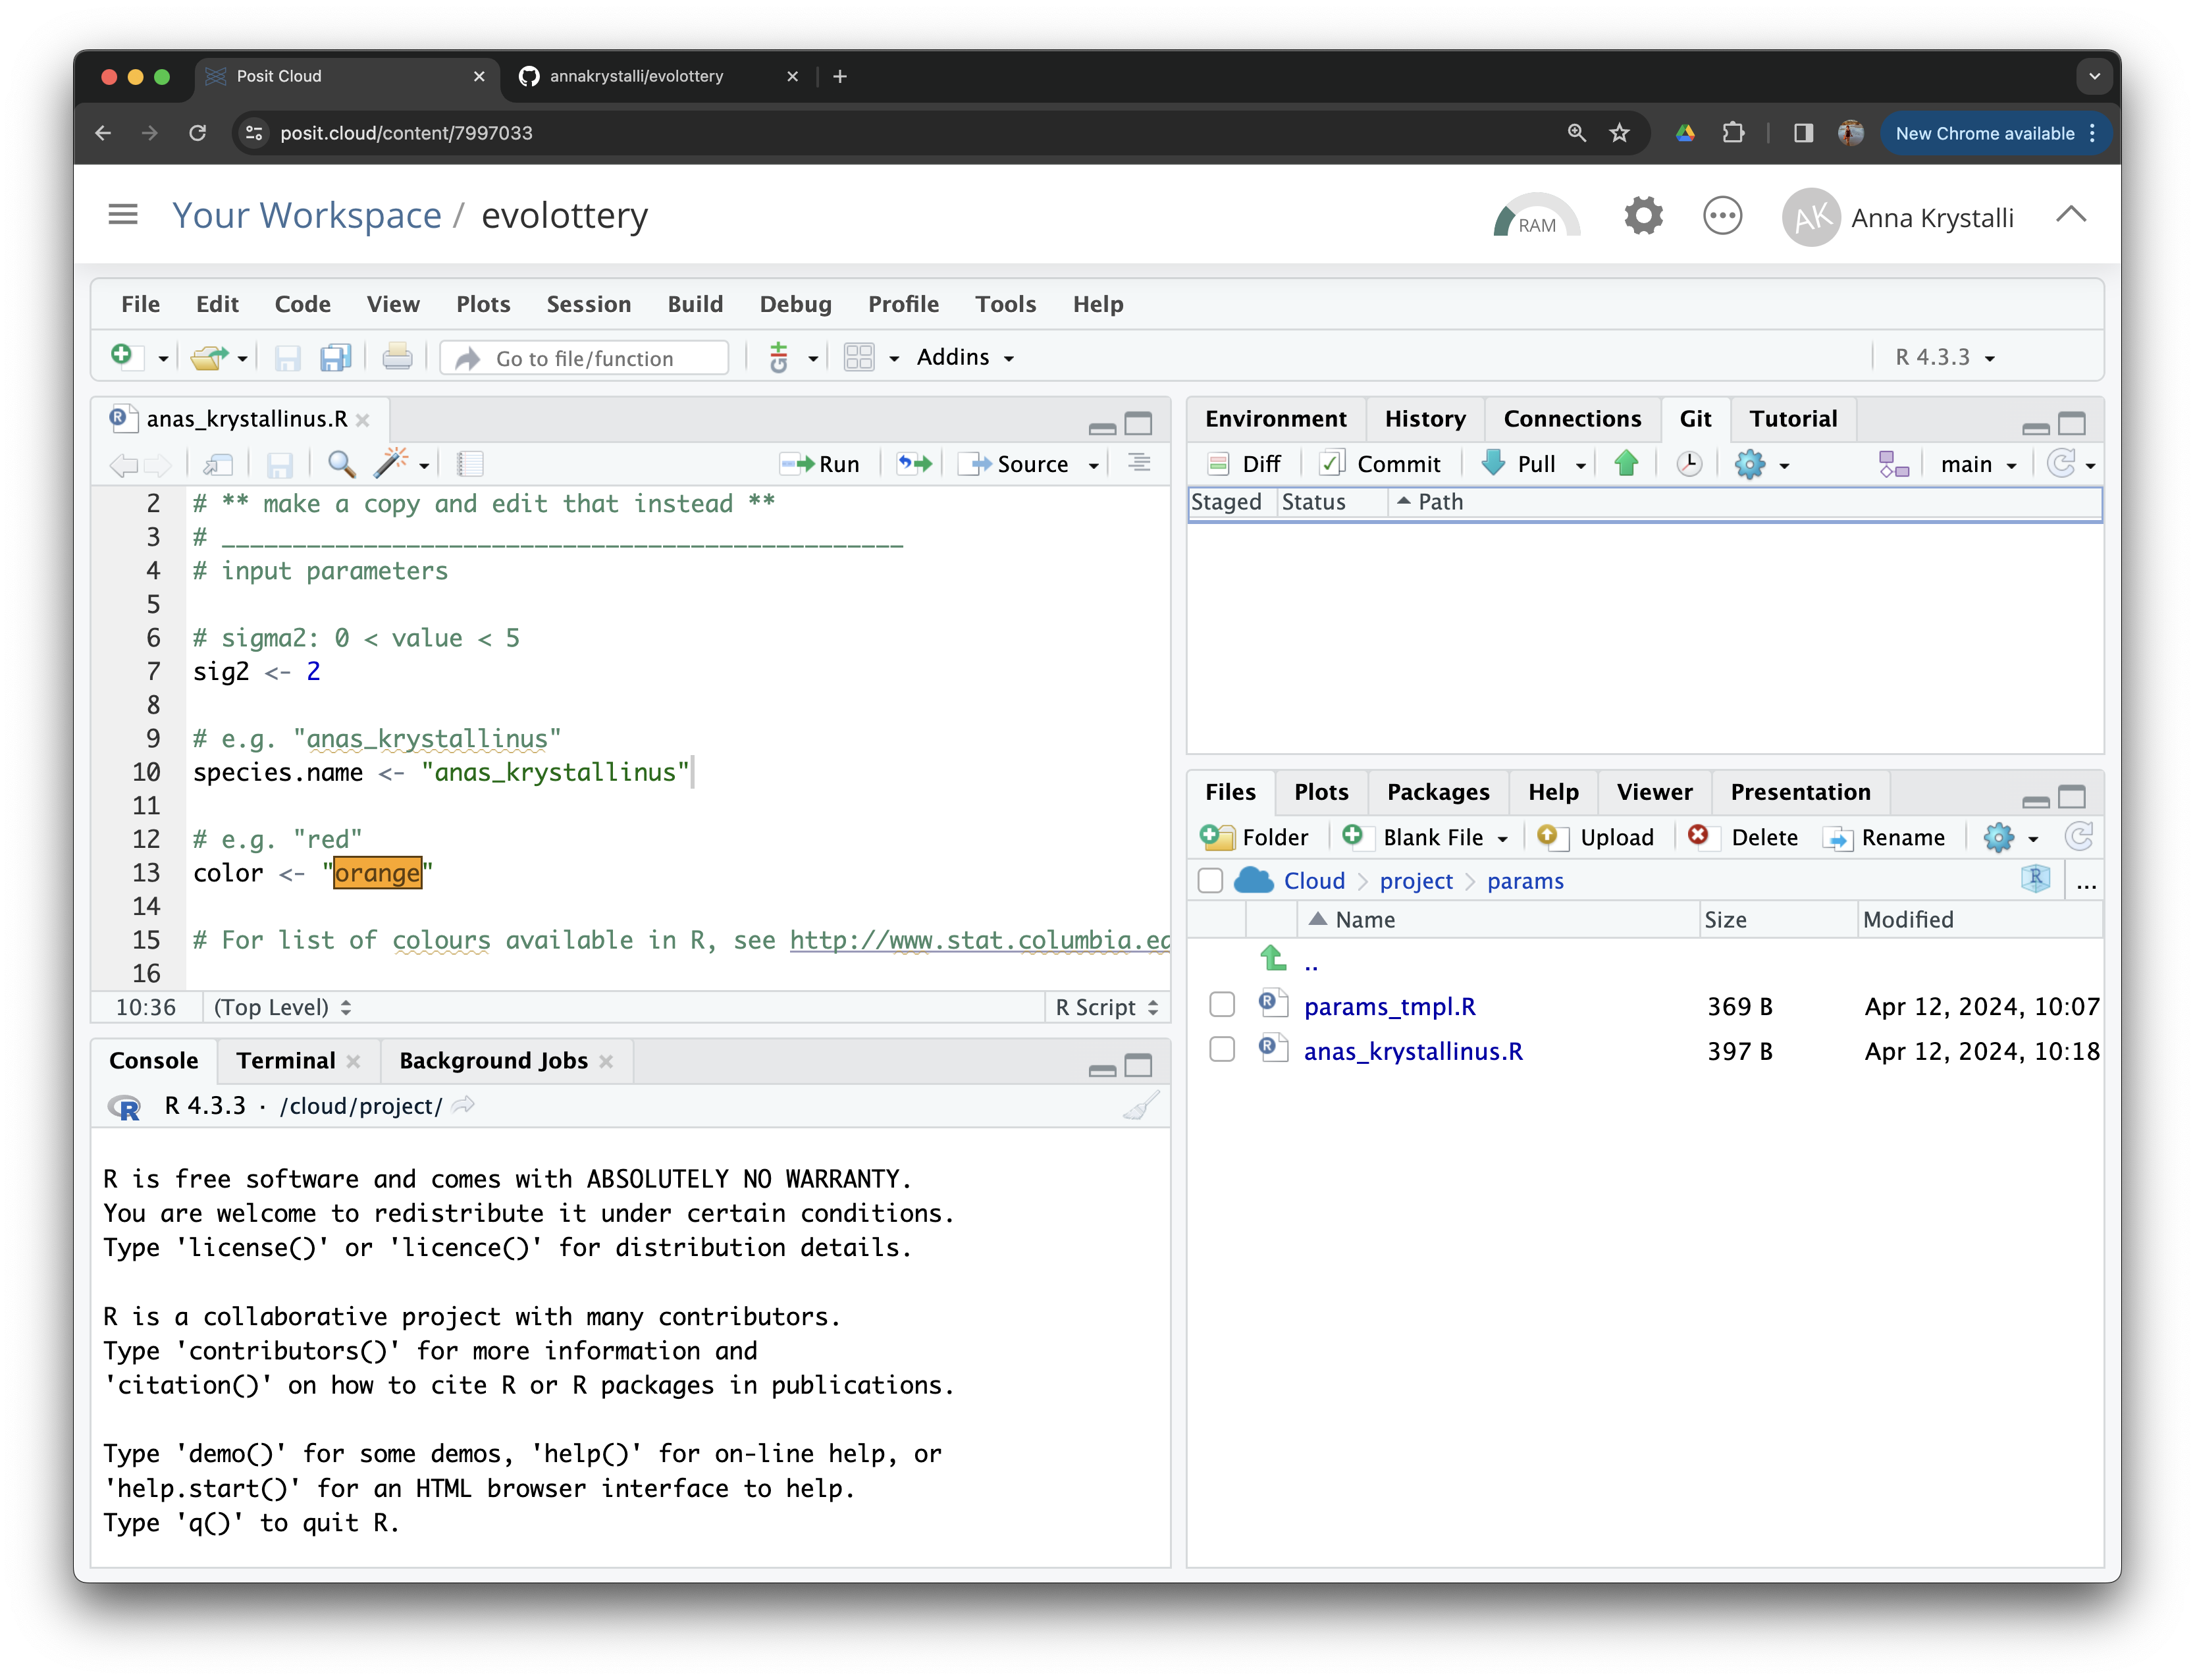 Posit Cloud
annakrystalli/evolottery
posit.cloud/content/7997033
New Chrome available
Your Workspace / evolottery
RAM
AK
Anna Krystalli
File Edit Code View Plots Session Build Debug Profile Tools Help
Go to file/function
Addins
R 4.3.3
anas_krystallinus.R
Run
Source
2 # ** make a copy and edit that instead **
3 # ________________________________________________
4 # input parameters
5
6 # sigma2: 0 < value < 5
7 sig2 <- 2
8
9 # e.g. "anas_krystallinus"
10 species.name <- "anas_krystallinus"
11
12 # e.g. "red"
13 color <- "orange"
14
15 # For list of colours available in R, see http://www.stat.columbia.ed
16
10:36 (Top Level) R Script
Console Terminal Background Jobs
R 4.3.3 · /cloud/project/
R is free software and comes with ABSOLUTELY NO WARRANTY.
You are welcome to redistribute it under certain conditions.
Type 'license()' or 'licence()' for distribution details.
R is a collaborative project with many contributors.
Type 'contributors()' for more information and
'citation()' on how to cite R or R packages in publications.
Type 'demo()' for some demos, 'help()' for on-line help, or
'help.start()' for an HTML browser interface to help.
Type 'q()' to quit R.
Environment History Connections Git Tutorial
Diff Commit Pull main
Staged Status Path
Files Plots Packages Help Viewer Presentation
Folder Blank File Upload Delete Rename
Cloud project params ...
Name Size Modified
..
params_tmpl.R 369 B Apr 12, 2024, 10:07
anas_krystallinus.R 397 B Apr 12, 2024, 10:18